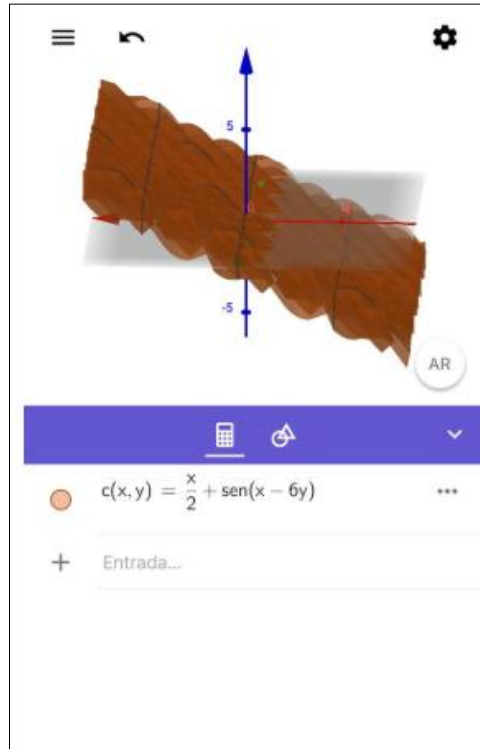 5
-5
AR
c(x, y) = x/2 + sen(x − 6y)
Entrada...